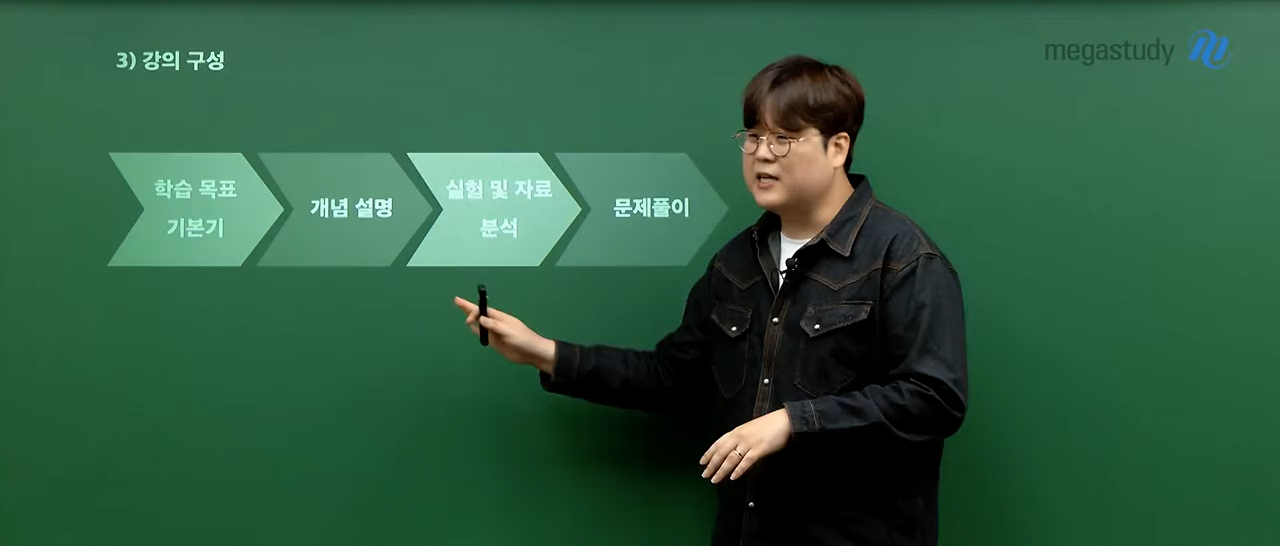 3) 강의 구성
megastudy
학습 목표
기본기
개념 설명
실험 및 자료
분석
문제풀이